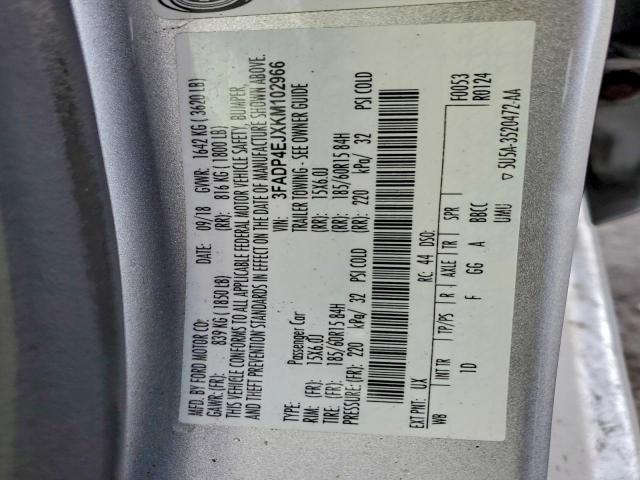 MFD. BY FORD MOTOR CO.
09/18 GVWR: 1642 KG ( 3620 LB)
GAWR: (FR): 839 KG (1850 LB) (RR): 816 KG (1800 LB)
THIS VEHICLE CONFORMS TO ALL APPLICABLE FEDERAL MOTOR VEHICLE SAFETY, BUMPER,
AND THEFT PREVENTION STANDARDS IN EFFECT ON THE DATE OF MANUFACTURE SHOWN ABOVE.
VIN: 3FADP4EJXKM102966
TYPE: Passenger Car TRAILER TOWING - SEE OWNER GUIDE
RIM: (FR): 15X6.0J (RR): 15X6.0J
TIRE: (FR): 185/60R15 84H (RR): 185/60R15 84H
PRESSURE: (FR): 220 kPa/ 32 PSI COLD (RR): 220 kPa/ 32 PSI COLD
EXT PNT: UX RC: 44 DSO: F0053
WB INT TR TP/PS R AXLE TR SPR R0124
1D F GG A BBCC
UMU ▽ 5U5A-3520472-AA